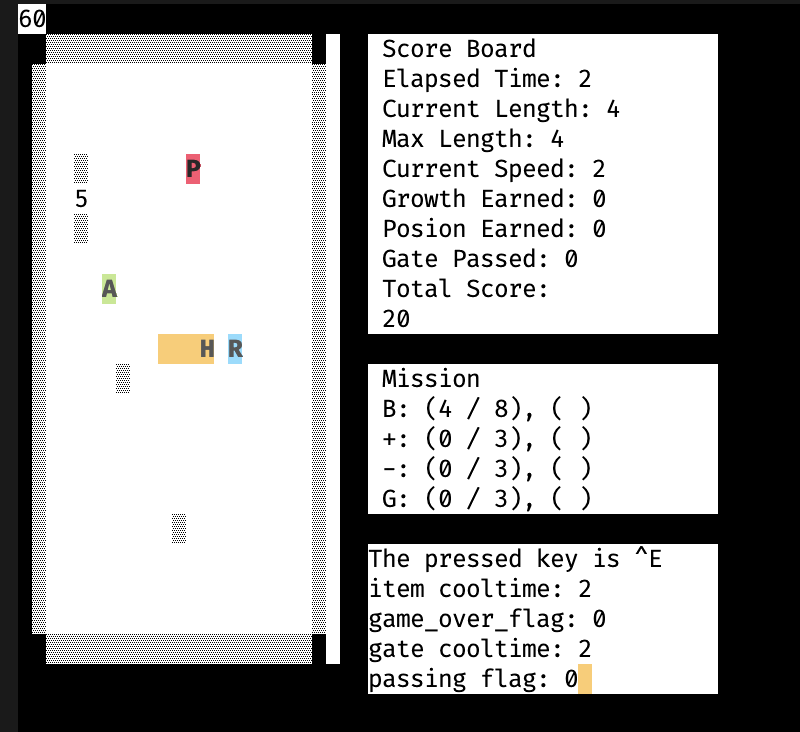 60
P
5
A
H R
Score Board
Elapsed Time: 2
Current Length: 4
Max Length: 4
Current Speed: 2
Growth Earned: 0
Posion Earned: 0
Gate Passed: 0
Total Score:
20
Mission
B: (4 / 8), ( )
+: (0 / 3), ( )
-: (0 / 3), ( )
G: (0 / 3), ( )
The pressed key is ^E
item cooltime: 2
game_over_flag: 0
gate cooltime: 2
passing flag: 0